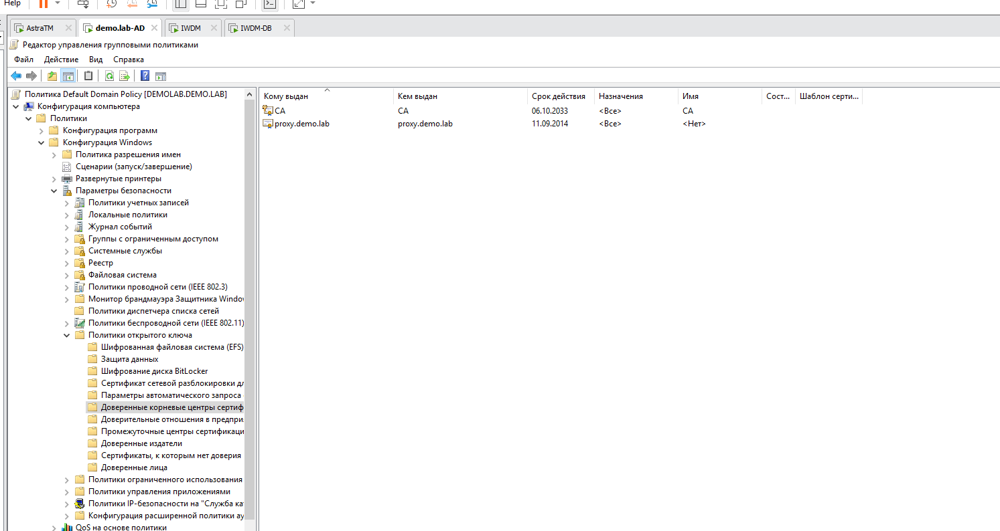 Help
AstraTM
demo.lab-AD
IWDM
IWDM-DB
Редактор управления групповыми политиками
Файл Действие Вид Справка
Политика Default Domain Policy [DEMOLAB.DEMO.LAB]
Конфигурация компьютера
Политики
Конфигурация программ
Конфигурация Windows
Политика разрешения имен
Сценарии (запуск/завершение)
Развернутые принтеры
Параметры безопасности
Политики учетных записей
Локальные политики
Журнал событий
Группы с ограниченным доступом
Системные службы
Реестр
Файловая система
Политики проводной сети (IEEE 802.3)
Монитор брандмауэра Защитника Windo
Политики диспетчера списка сетей
Политики беспроводной сети (IEEE 802.11)
Политики открытого ключа
Шифрованная файловая система (EFS)
Защита данных
Шифрование диска BitLocker
Сертификат сетевой разблокировки дл
Параметры автоматического запроса
Доверенные корневые центры сертиф
Доверительные отношения в предпри
Промежуточные центры сертификаци
Доверенные издатели
Сертификаты, к которым нет доверия
Доверенные лица
Политики ограниченного использования
Политики управления приложениями
Политики IP-безопасности на "Служба ка
Конфигурация расширенной политики ау
QoS на основе политики
Кому выдан Кем выдан Срок действия Назначения Имя Сост... Шаблон серти...
CA CA 06.10.2033 <Все> CA
proxy.demo.lab proxy.demo.lab 11.09.2014 <Все> <Нет>